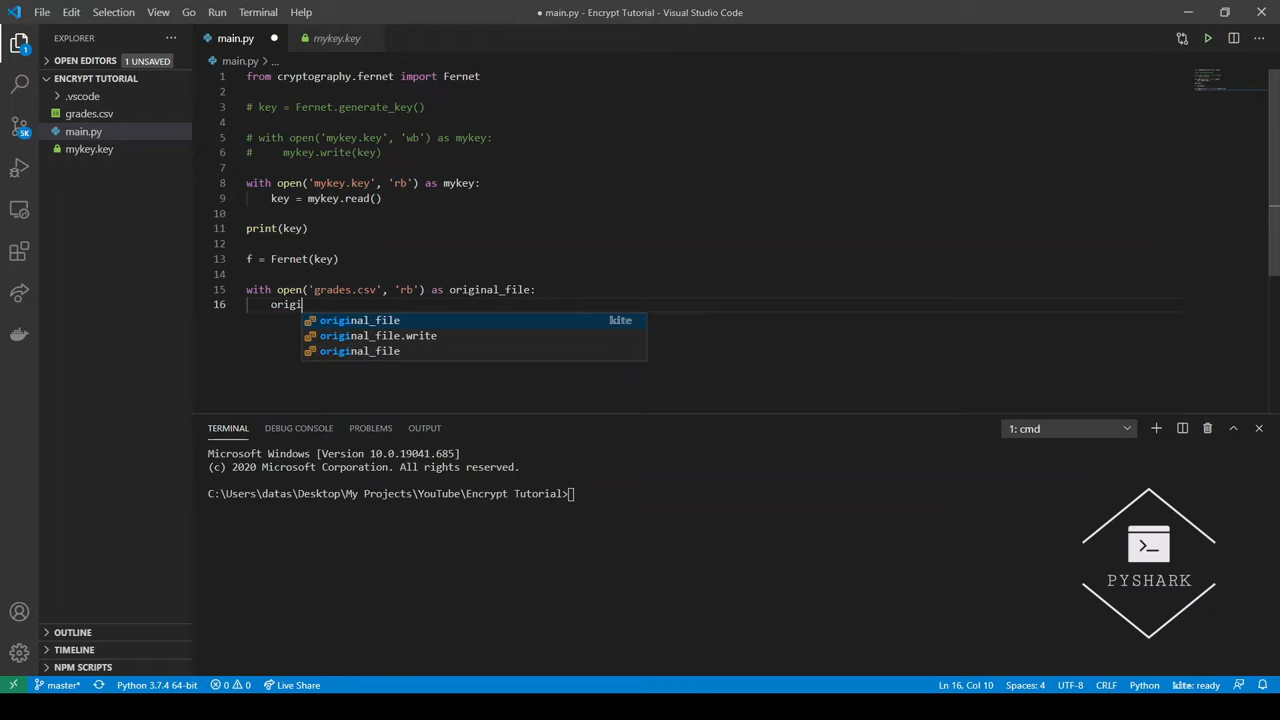 File Edit Selection View Go Run Terminal Help
● main.py - Encrypt Tutorial - Visual Studio Code
EXPLORER
main.py
mykey.key
OPEN EDITORS 1 UNSAVED
main.py > ...
ENCRYPT TUTORIAL
.vscode
grades.csv
main.py
mykey.key
1 from cryptography.fernet import Fernet
2
3 # key = Fernet.generate_key()
4
5 # with open('mykey.key', 'wb') as mykey:
6 #     mykey.write(key)
7
8 with open('mykey.key', 'rb') as mykey:
9     key = mykey.read()
10
11 print(key)
12
13 f = Fernet(key)
14
15 with open('grades.csv', 'rb') as original_file:
16     origi
original_file kite
original_file.write
original_file
1
5K
TERMINAL DEBUG CONSOLE PROBLEMS OUTPUT
1: cmd
Microsoft Windows [Version 10.0.19041.685]
(c) 2020 Microsoft Corporation. All rights reserved.
C:\Users\datas\Desktop\My Projects\YouTube\Encrypt Tutorial>
PYSHARK
OUTLINE
TIMELINE
NPM SCRIPTS
master* Python 3.7.4 64-bit 0 0 Live Share
Ln 16, Col 10 Spaces: 4 UTF-8 CRLF Python kite: ready